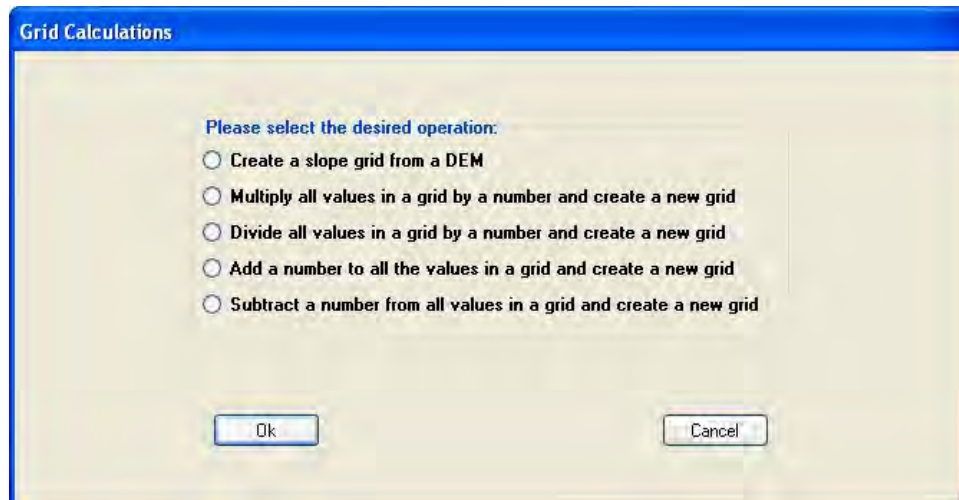 Grid Calculations
Please select the desired operation:
Create a slope grid from a DEM
Multiply all values in a grid by a number and create a new grid
Divide all values in a grid by a number and create a new grid
Add a number to all the values in a grid and create a new grid
Subtract a number from all values in a grid and create a new grid
Ok
Cancel